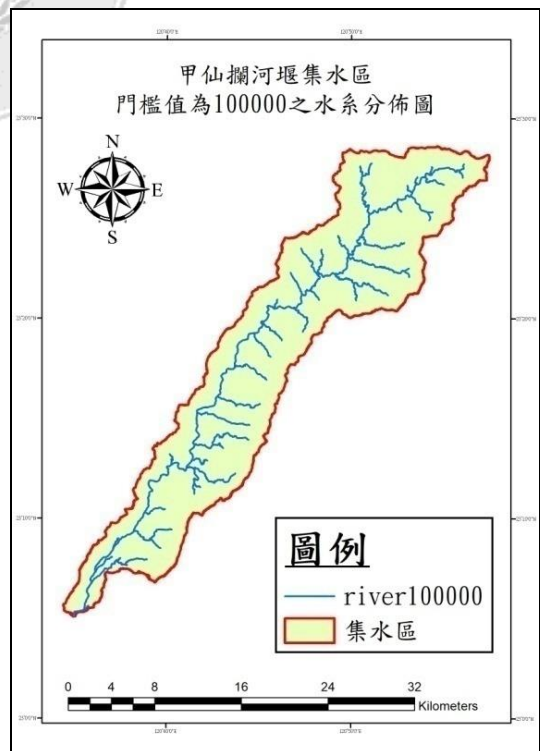 甲仙攔河堰集水區
門檻值為100000之水系分佈圖
N
W
E
S
圖例
river100000
集水區
0 4 8 16 24 32
Kilometers